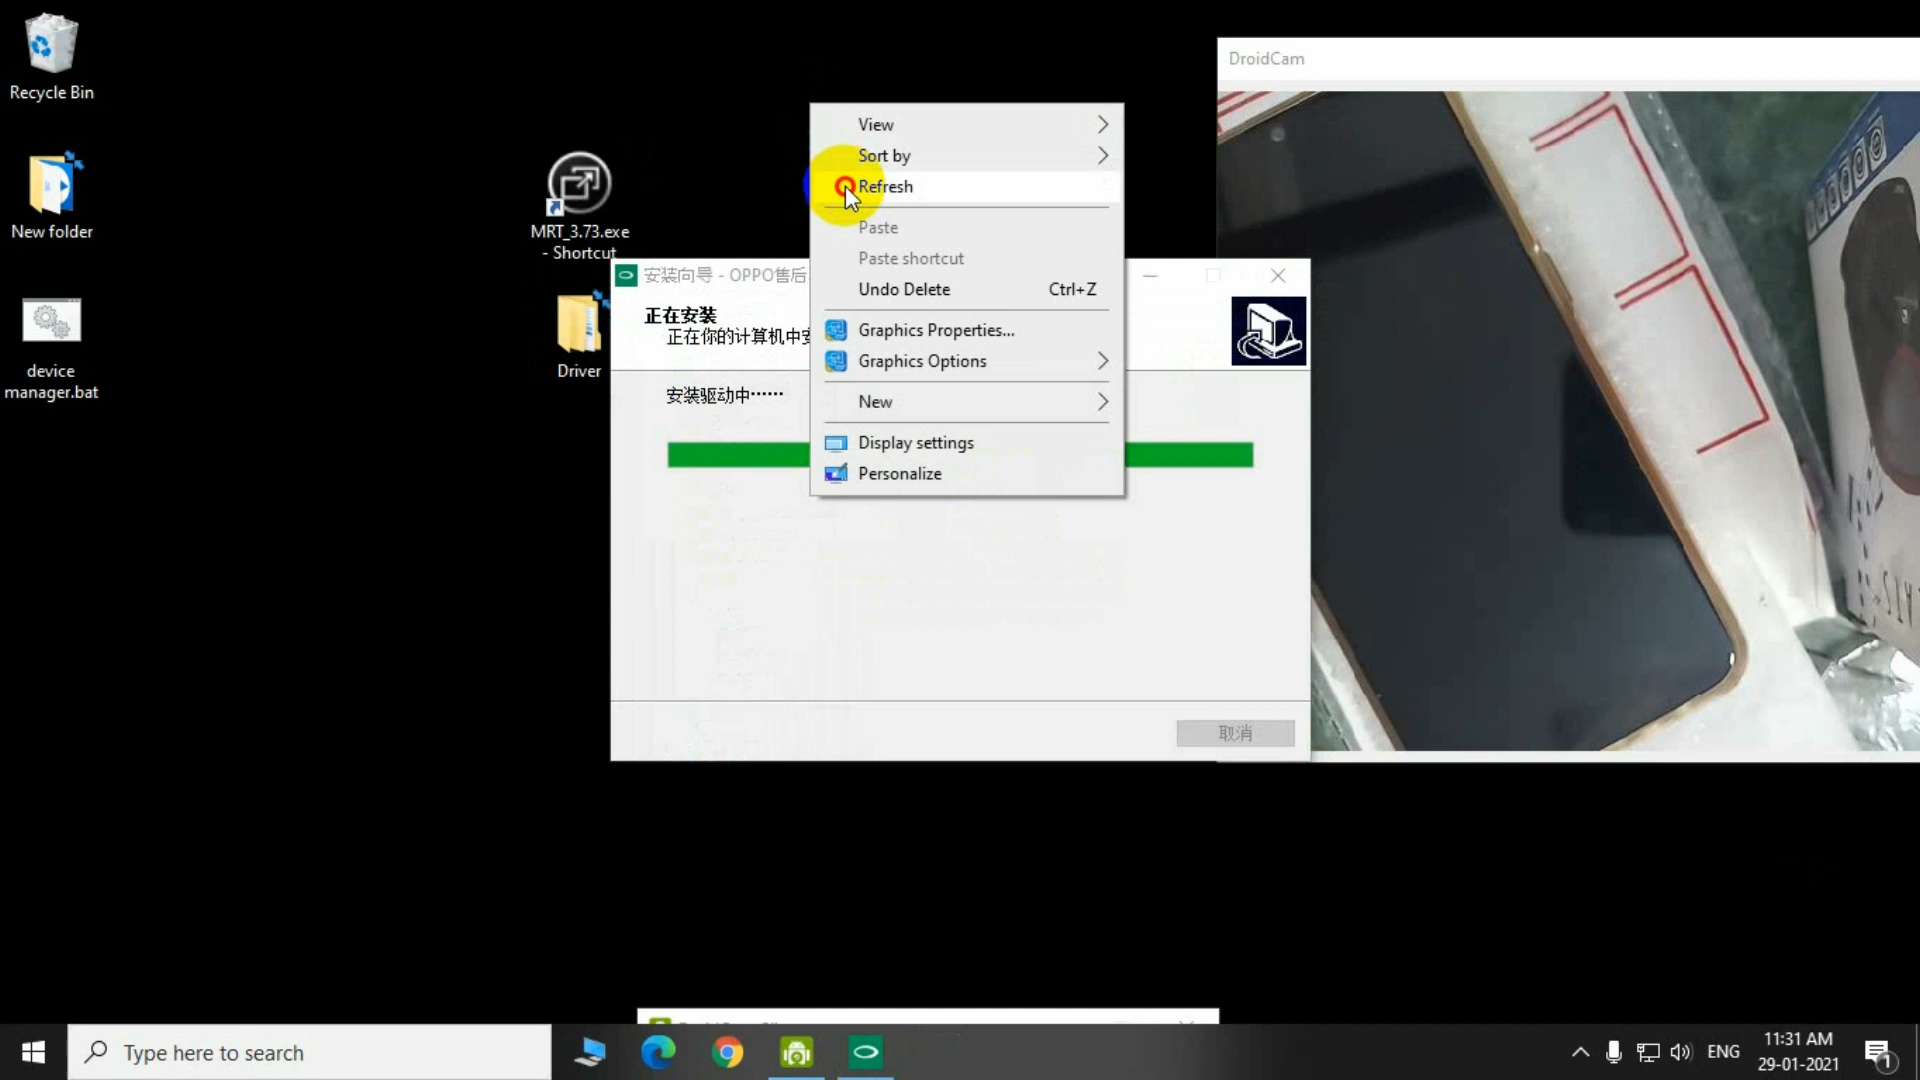 Recycle Bin
New folder
device
manager.bat
MRT_3.73.exe
- Shortcut
Driver
View
Sort by
Refresh
Paste
Paste shortcut
Undo Delete Ctrl+Z
Graphics Properties...
Graphics Options
New
Display settings
Personalize
安装向导 - OPPO售后
正在安装
正在你的计算机中安
安装驱动中······
取消
DroidCam
Type here to search
ENG
11:31 AM
29-01-2021
1